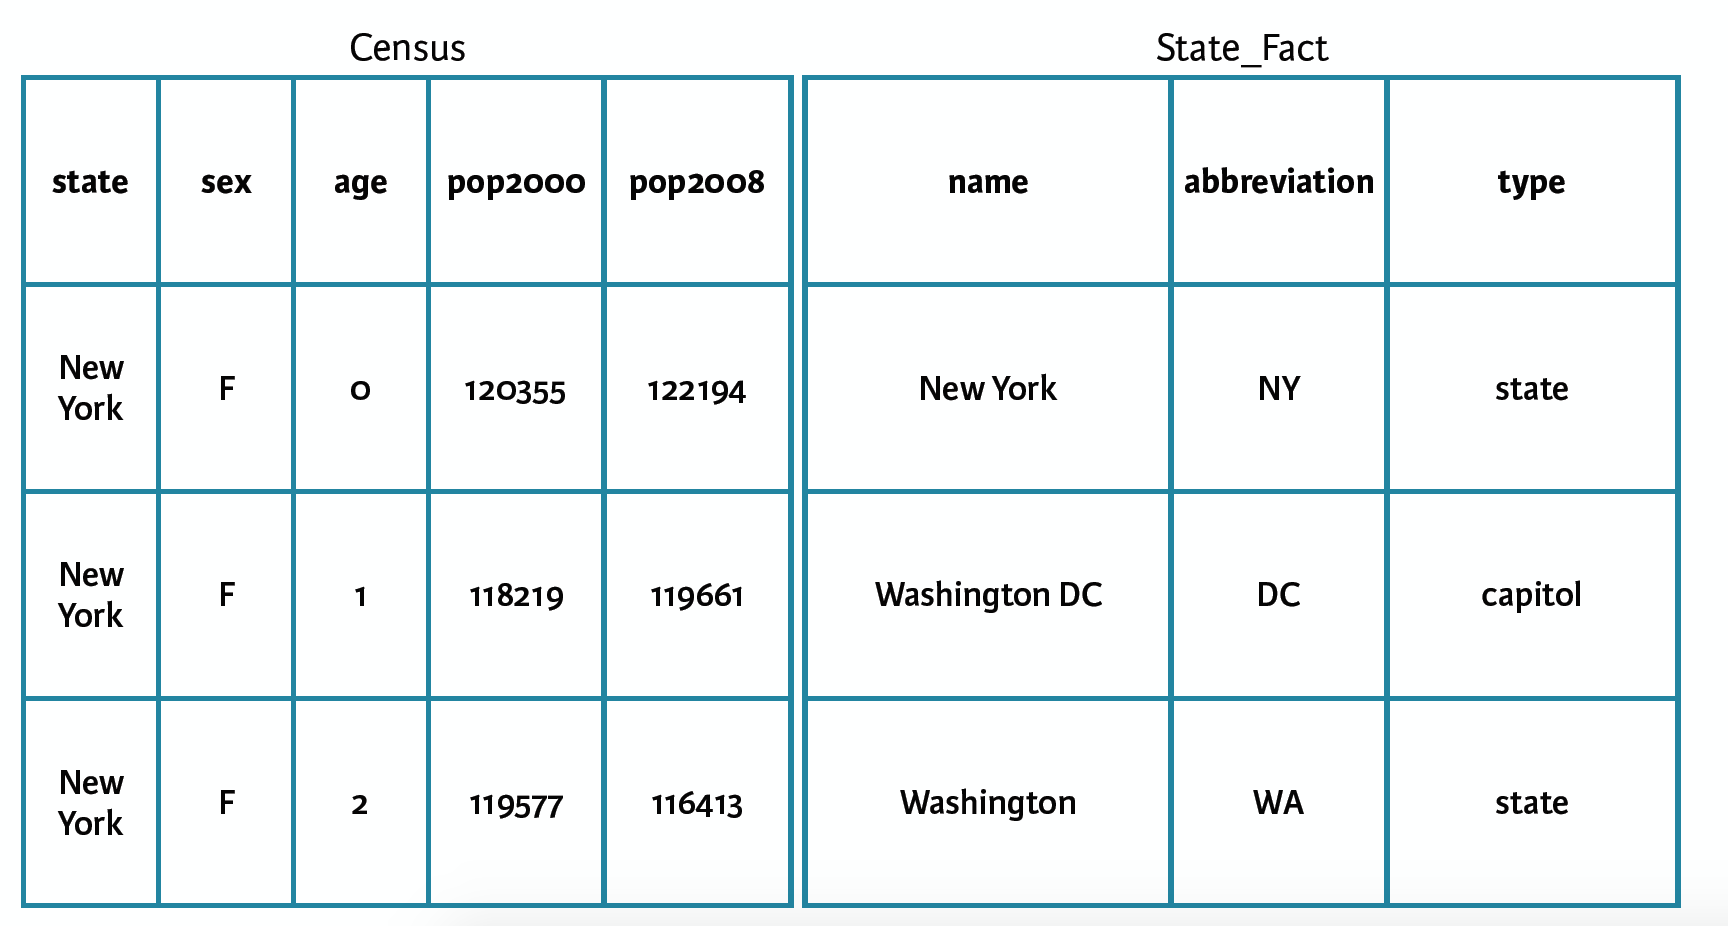 Census
State_Fact
state sex age pop2000 pop2008 name abbreviation type
New
York
F 0 120355 122194 New York NY state
New
York
F 1 118219 119661 Washington DC DC capitol
New
York
F 2 119577 116413 Washington WA state